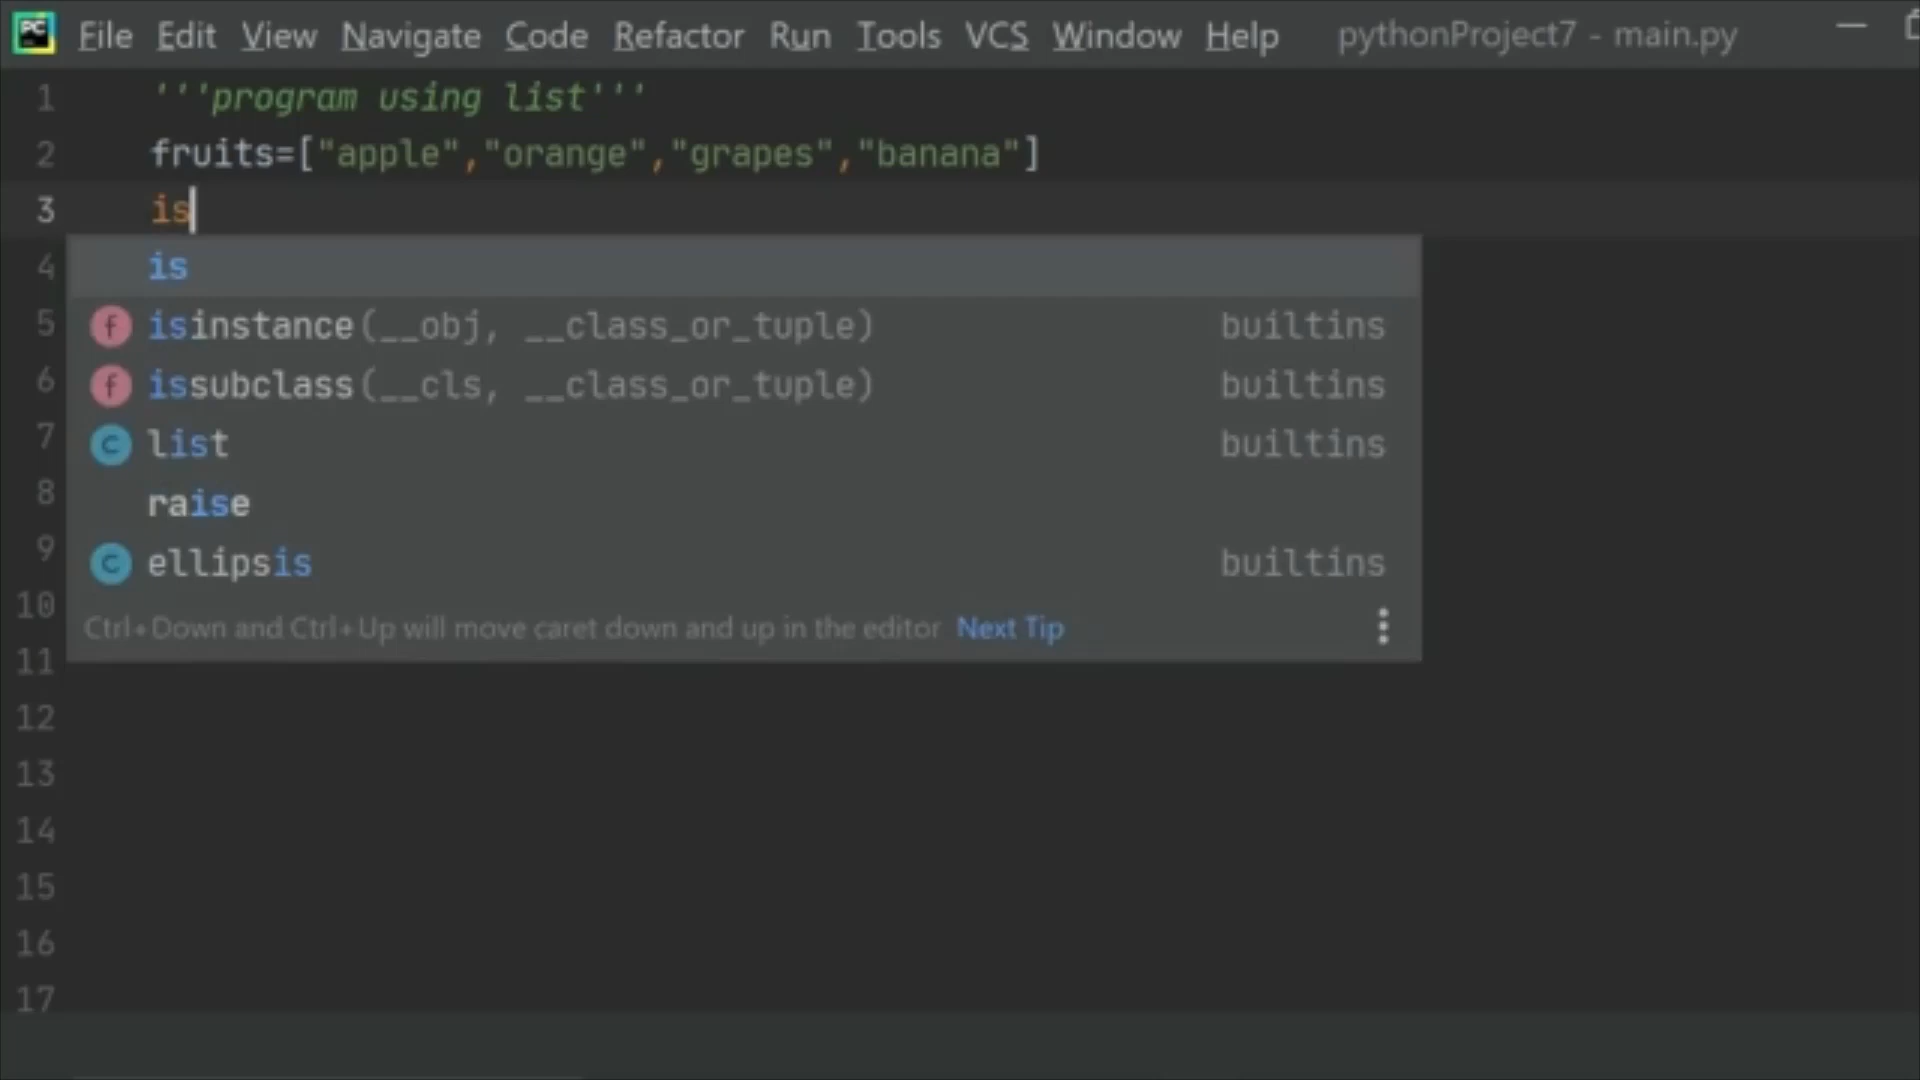 PC File Edit View Navigate Code Refactor Run Tools VCS Window Help pythonProject7 - main.py
1 '''program using list'''
2 fruits=["apple","orange","grapes","banana"]
3 is
4 is
5 f isinstance(__obj, __class_or_tuple) builtins
6 f issubclass(__cls, __class_or_tuple) builtins
7 c list builtins
8 raise
9 c ellipsis builtins
10
Ctrl+Down and Ctrl+Up will move caret down and up in the editor Next Tip
11
12
13
14
15
16
17